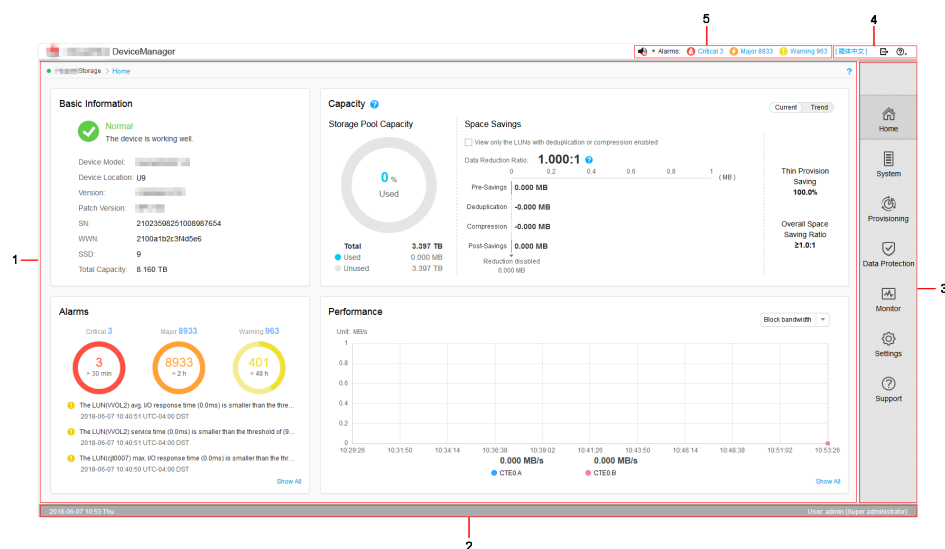 5
4
DeviceManager
Alarms: Critical 3 Major 8933 Warning 963 [简体中文]
Storage > Home
?
Basic Information
Normal
The device is working well.
Device Model:
Device Location: U9
Version:
Patch Version:
SN: 21023598251008987654
WWN: 2100a1b2c3f4d5e6
SSD: 9
Total Capacity: 8.160 TB
Capacity ?
Current Trend
Storage Pool Capacity
0 %
Used
Total 3.397 TB
Used 0.000 MB
Unused 3.397 TB
Space Savings
View only the LUNs with deduplication or compression enabled
Data Reduction Ratio: 1.000:1 ?
0 0.2 0.4 0.6 0.8 1 (MB)
Pre-Savings 0.000 MB
Deduplication -0.000 MB
Compression -0.000 MB
Post-Savings 0.000 MB
Reduction disabled
0.000 MB
Thin Provision
Saving
100.0%
Overall Space
Saving Ratio
≥1.0:1
Alarms
Critical 3 Major 8933 Warning 963
3 8933 401
> 30 min > 2 h > 48 h
The LUN(VVOL2) avg. I/O response time (0.0ms) is smaller than the thre...
2018-06-07 10:40:51 UTC-04:00 DST
The LUN(VVOL2) service time (0.0ms) is smaller than the threshold of (9...
2018-06-07 10:40:51 UTC-04:00 DST
The LUN(cjt0007) max. I/O response time (0.0ms) is smaller than the thr...
2018-06-07 10:40:50 UTC-04:00 DST
Show All
Performance
Block bandwidth
Unit: MB/s
1
0.8
0.6
0.4
0.2
0
10:29:26 10:31:50 10:34:14 10:36:38 10:39:02 10:41:26 10:43:50 10:46:14 10:48:38 10:51:02 10:53:26
0.000 MB/s 0.000 MB/s
CTE0.A CTE0.B
Show All
Home
System
Provisioning
Data Protection
Monitor
Settings
Support
1
3
2018-06-07 10:53 Thu User: admin (Super administrator)
2